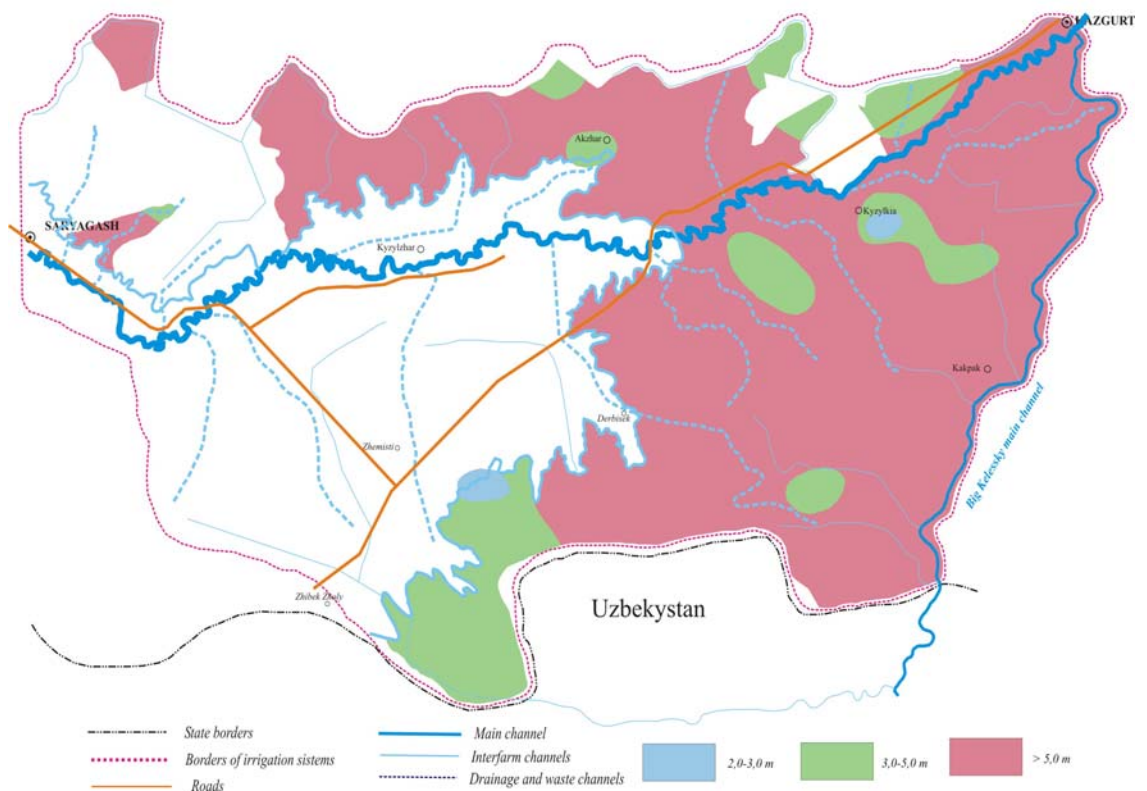 KAZGURT
Akzhar
Kyzylkia
SARYAGASH
Kyzylzhar
Kakpak
Derbisek
Big Kelessky main channel
Zhemisti
Zhibek Zholy
Uzbekystan
State borders
Borders of irrigation sistems
Roads
Main channel
Interfarm channels
Drainage and waste channels
2,0-3,0 m
3,0-5,0 m
> 5,0 m